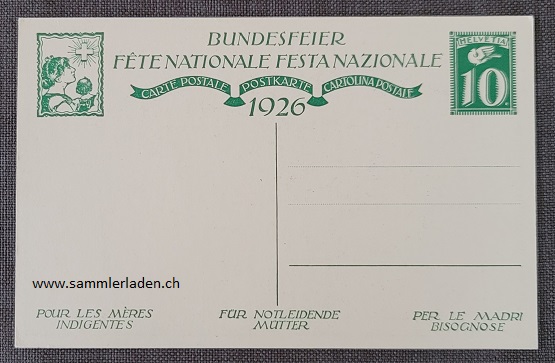 BUNDESFEIER
FÊTE NATIONALE FESTA NAZIONALE
CARTE POSTALE POSTKARTE CARTOLINA POSTALE
1926
HELVETIA
10
www.sammlerladen.ch
POUR LES MÈRES
INDIGENTES
FÜR NOTLEIDENDE
MÜTTER
PER LE MADRI
BISOGNOSE